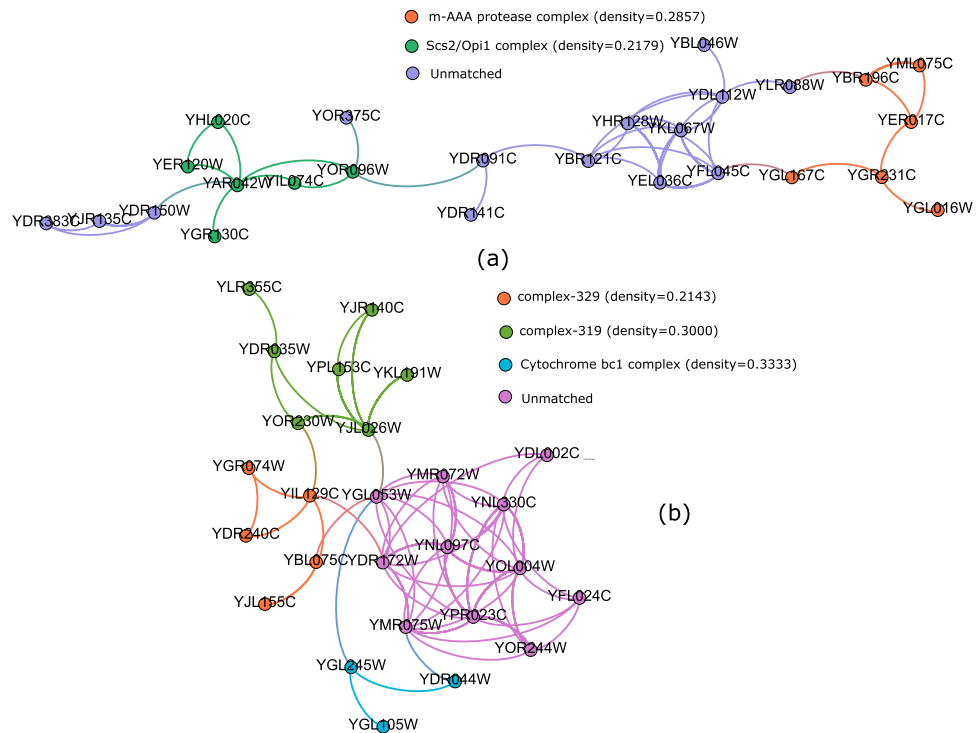 m-AAA protease complex (density=0.2857)
Scs2/Opi1 complex (density=0.2179)
Unmatched
YBL046W
YML075C
YBR196C
YLR088W
YDL112W
YHL020C
YOR375C
YHR128W
YKL067W
YER017C
YER120W
YDR091C
YBR121C
YAR042W
YIL074C
YOR096W
YEL036C
YFL045C
YGL167C
YGR231C
YDR383C
YJR135C
YDR150W
YDR141C
YGL016W
YGR130C
(a)
complex-329 (density=0.2143)
complex-319 (density=0.3000)
Cytochrome bc1 complex (density=0.3333)
Unmatched
YLR355C
YJR140C
YDR035W
YPL153C
YKL191W
YOR230W
YJL026W
YDL002C
YGR074W
YMR072W
YIL129C
YGL053W
YNL330C
(b)
YDR240C
YNL097C
YBL075C
YDR172W
YOL004W
YJL155C
YFL024C
YPR023C
YMR075W
YOR244W
YGL245W
YDR044W
YGL105W